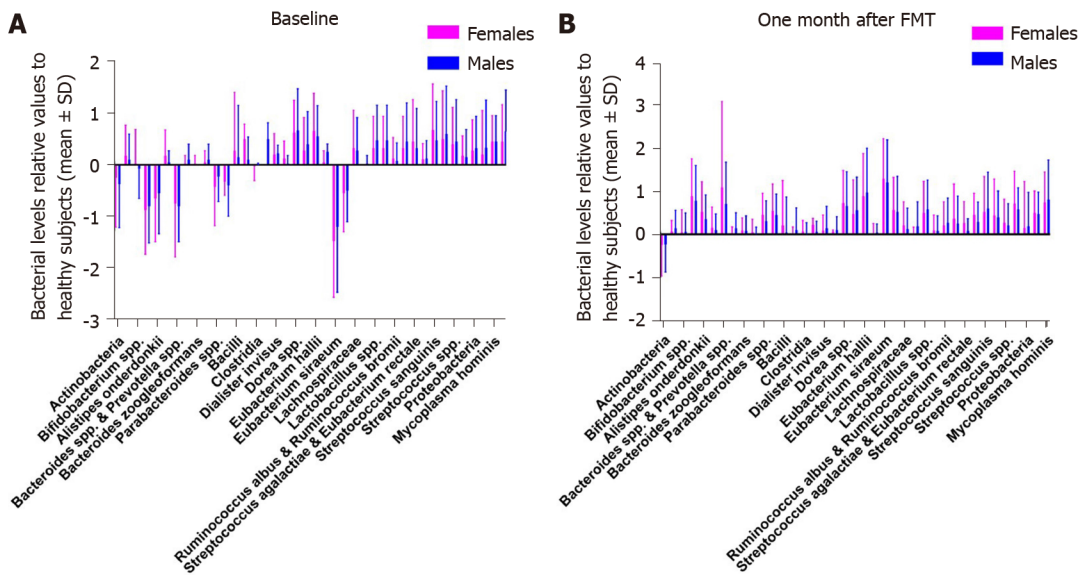 A
Baseline
Females
Males
Bacterial levels relative values to
healthy subjects (mean ± SD)
2
1
0
-1
-2
-3
Actinobacteria
Bifidobacterium spp.
Alistipes onderdonkii
Bacteroides spp. & Prevotella spp.
Bacteroides zoogleformans
Parabacteroides spp.
Bacilli
Clostridia
Dialister invisus
Dorea spp.
Eubacterium hallii
Eubacterium siraeum
Lachnospiraceae
Lactobacillus spp.
Ruminococcus albus & Ruminococcus bromii
Streptococcus agalactiae & Eubacterium rectale
Streptococcus sanguinis
Streptococcus spp.
Proteobacteria
Mycoplasma hominis
B
One month after FMT
Females
Males
Bacterial levels relative values to
healthy subjects (mean ± SD)
4
3
2
1
0
-1
-2
Actinobacteria
Bifidobacterium spp.
Alistipes onderdonkii
Bacteroides spp. & Prevotella spp.
Bacteroides zoogleformans
Parabacteroides spp.
Bacilli
Clostridia
Dialister invisus
Dorea spp.
Eubacterium hallii
Eubacterium siraeum
Lachnospiraceae
Lactobacillus spp.
Ruminococcus albus & Ruminococcus bromii
Streptococcus agalactiae & Eubacterium rectale
Streptococcus sanguinis
Streptococcus spp.
Proteobacteria
Mycoplasma hominis